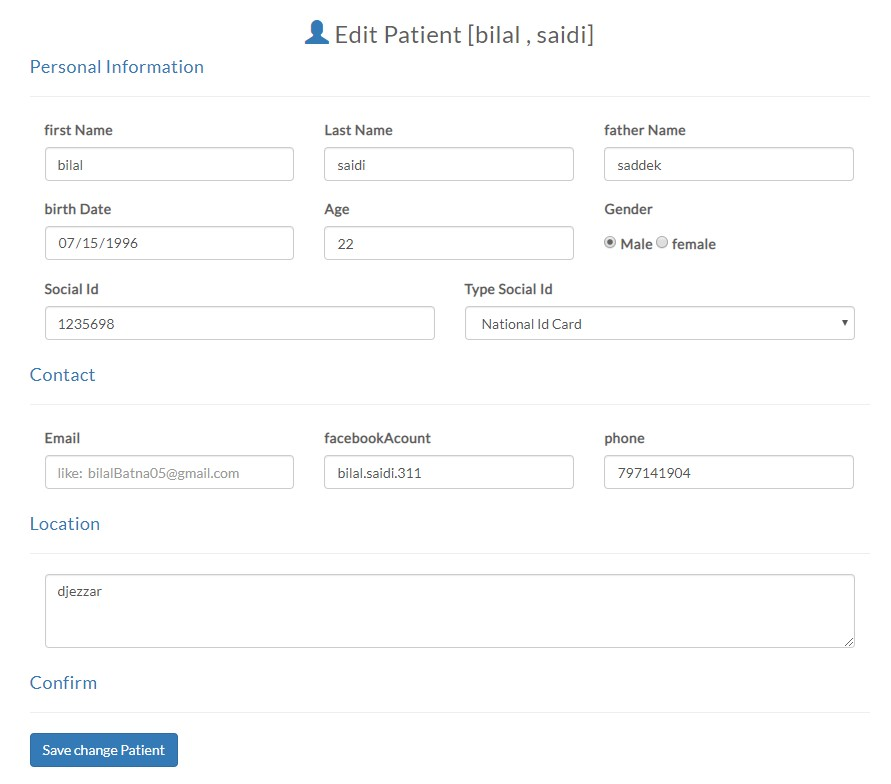 Edit Patient [bilal , saidi]
Personal Information
first Name Last Name father Name
bilal saidi saddek
birth Date Age Gender
07/15/1996 22 Male female
Social Id Type Social Id
1235698 National Id Card
Contact
Email facebookAcount phone
like: bilalBatna05@gmail.com bilal.saidi.311 797141904
Location
djezzar
Confirm
Save change Patient